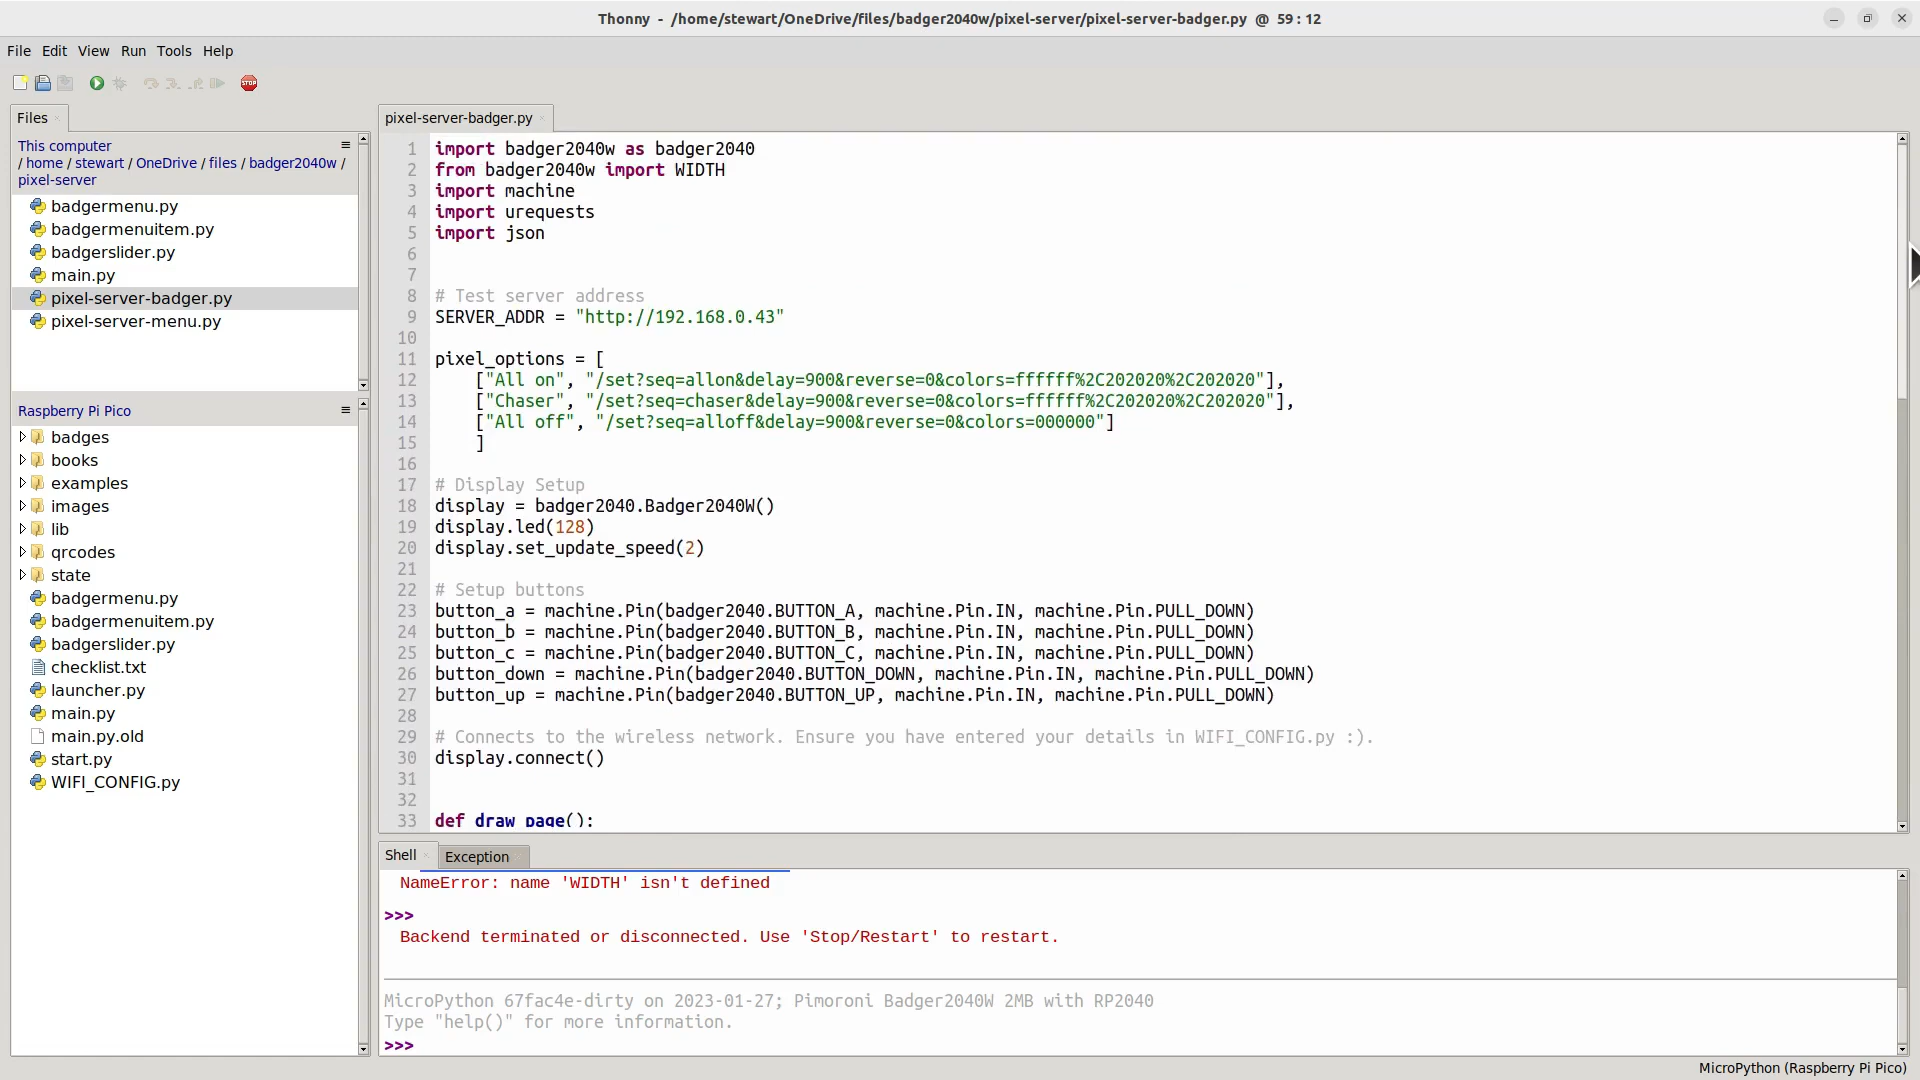 Thonny - /home/stewart/OneDrive/files/badger2040w/pixel-server/pixel-server-badger.py @ 59 : 12
File Edit View Run Tools Help
STOP
Files
This computer
/ home / stewart / OneDrive / files / badger2040w /
pixel-server
badgermenu.py
badgermenuitem.py
badgerslider.py
main.py
pixel-server-badger.py
pixel-server-menu.py
Raspberry Pi Pico
badges
books
examples
images
lib
qrcodes
state
badgermenu.py
badgermenuitem.py
badgerslider.py
checklist.txt
launcher.py
main.py
main.py.old
start.py
WIFI_CONFIG.py
pixel-server-badger.py
1 import badger2040w as badger2040
2 from badger2040w import WIDTH
3 import machine
4 import urequests
5 import json
6
7
8 # Test server address
9 SERVER_ADDR = "http://192.168.0.43"
10
11 pixel_options = [
12     ["All on", "/set?seq=allon&delay=900&reverse=0&colors=ffffff%2C202020%2C202020"],
13     ["Chaser", "/set?seq=chaser&delay=900&reverse=0&colors=ffffff%2C202020%2C202020"],
14     ["All off", "/set?seq=alloff&delay=900&reverse=0&colors=000000"]
15     ]
16
17 # Display Setup
18 display = badger2040.Badger2040W()
19 display.led(128)
20 display.set_update_speed(2)
21
22 # Setup buttons
23 button_a = machine.Pin(badger2040.BUTTON_A, machine.Pin.IN, machine.Pin.PULL_DOWN)
24 button_b = machine.Pin(badger2040.BUTTON_B, machine.Pin.IN, machine.Pin.PULL_DOWN)
25 button_c = machine.Pin(badger2040.BUTTON_C, machine.Pin.IN, machine.Pin.PULL_DOWN)
26 button_down = machine.Pin(badger2040.BUTTON_DOWN, machine.Pin.IN, machine.Pin.PULL_DOWN)
27 button_up = machine.Pin(badger2040.BUTTON_UP, machine.Pin.IN, machine.Pin.PULL_DOWN)
28
29 # Connects to the wireless network. Ensure you have entered your details in WIFI_CONFIG.py :).
30 display.connect()
31
32
33 def draw_page():
Shell Exception
NameError: name 'WIDTH' isn't defined
>>>
Backend terminated or disconnected. Use 'Stop/Restart' to restart.
MicroPython 67fac4e-dirty on 2023-01-27; Pimoroni Badger2040W 2MB with RP2040
Type "help()" for more information.
>>>
MicroPython (Raspberry Pi Pico)